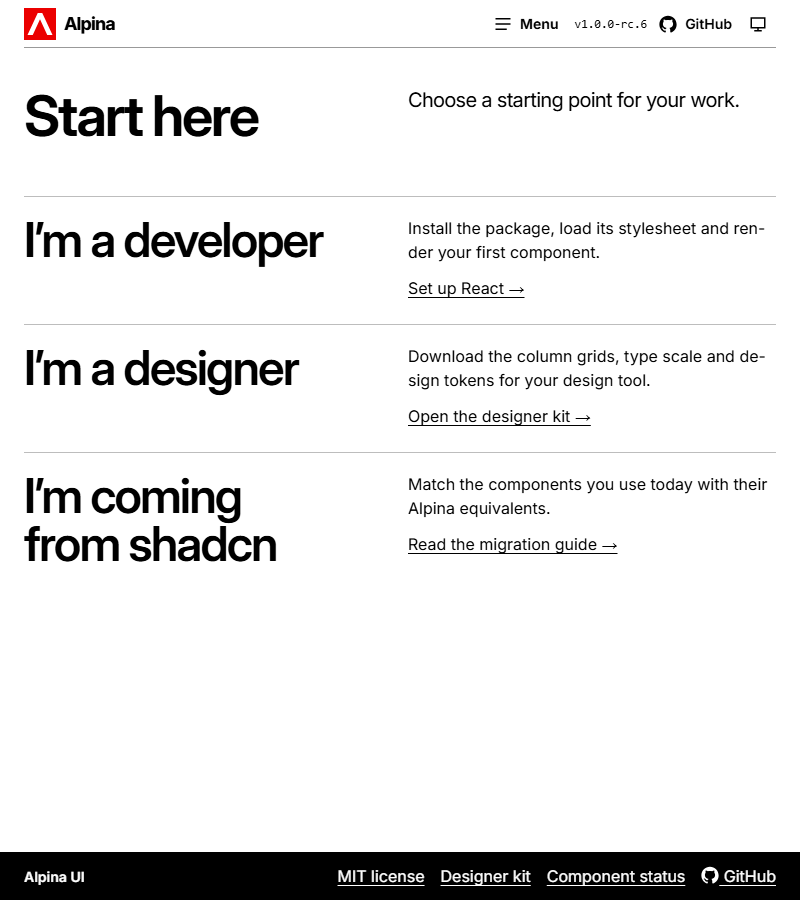 Alpina
Menu
v1.0.0-rc.6
GitHub
Start here
Choose a starting point for your work.
I’m a developer
Install the package, load its stylesheet and ren-
der your first component.
Set up React →
I’m a designer
Download the column grids, type scale and de-
sign tokens for your design tool.
Open the designer kit →
I’m coming
from shadcn
Match the components you use today with their
Alpina equivalents.
Read the migration guide →
Alpina UI
MIT license
Designer kit
Component status
GitHub